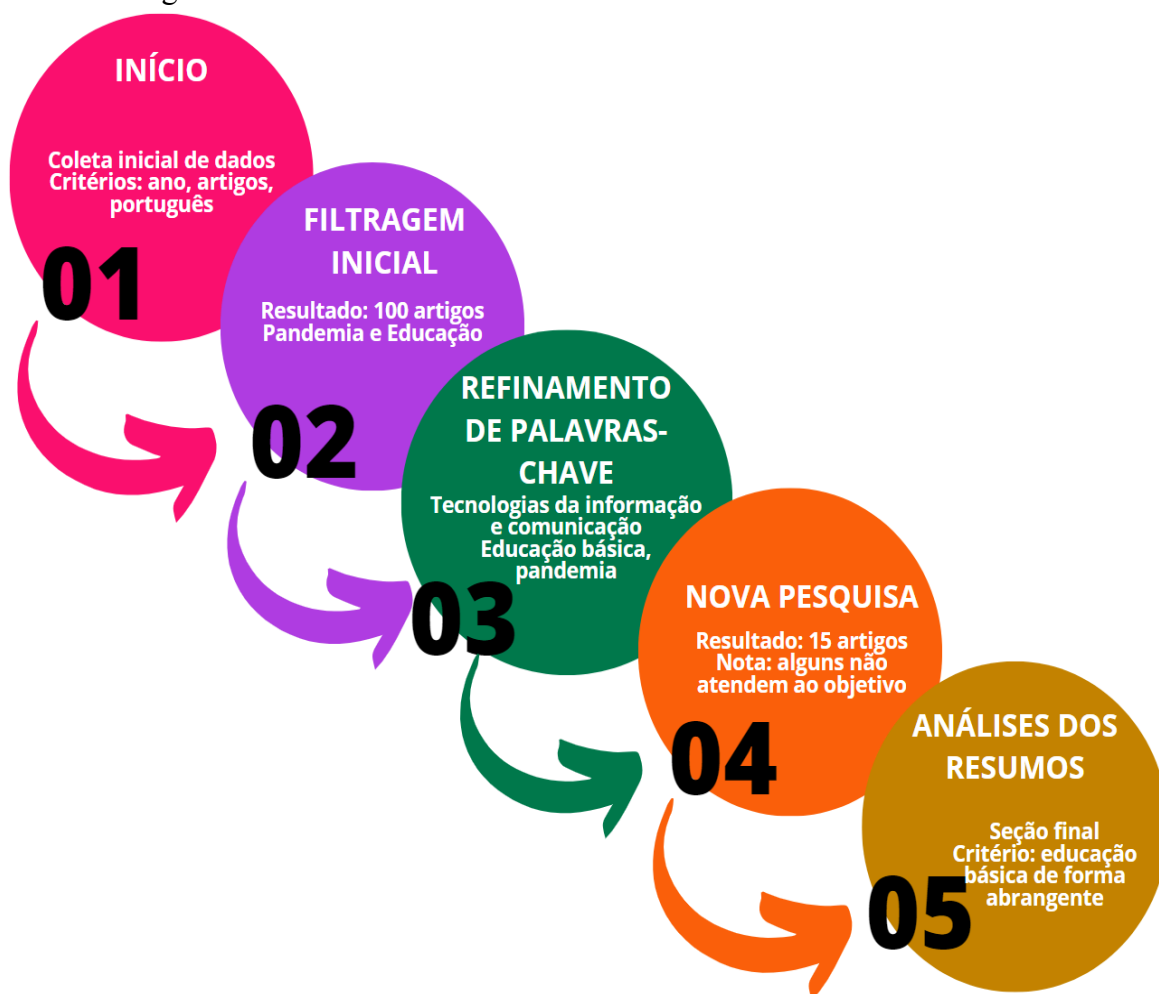 INÍCIO
Coleta inicial de dados
Critérios: ano, artigos,
português
01
FILTRAGEM
INICIAL
Resultado: 100 artigos
Pandemia e Educação
02
REFINAMENTO
DE PALAVRAS-
CHAVE
Tecnologias da informação
e comunicação
Educação básica,
pandemia
03
NOVA PESQUISA
Resultado: 15 artigos
Nota: alguns não
atendem ao objetivo
04
ANÁLISES DOS
RESUMOS
Seção final
Critério: educação
básica de forma
abrangente
05